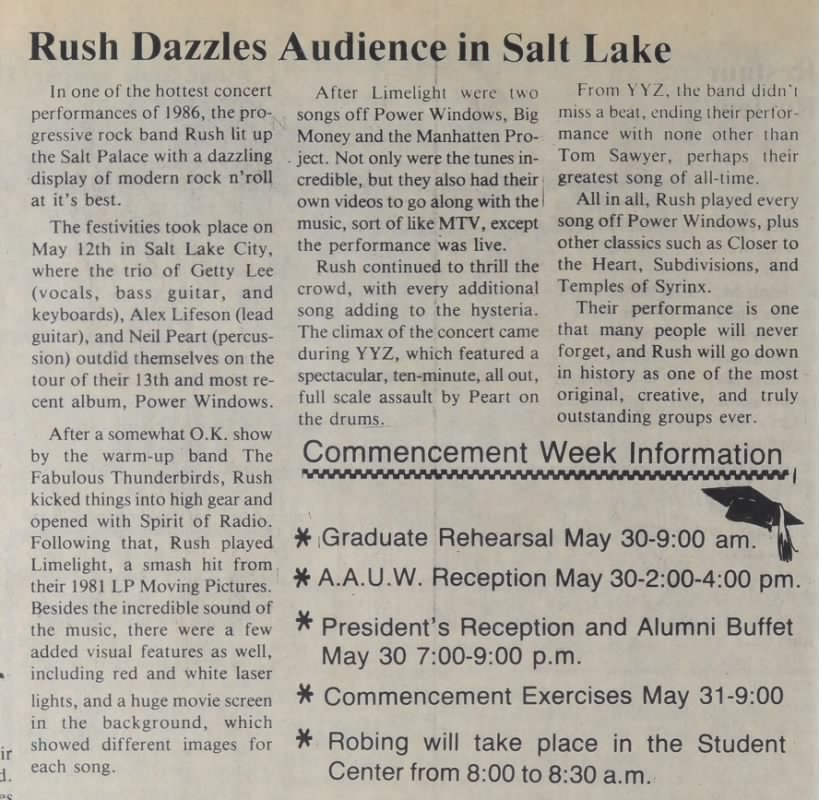 Rush Dazzles Audience in Salt Lake
In one of the hottest concert
performances of 1986, the pro-
gressive rock band Rush lit up
the Salt Palace with a dazzling
display of modern rock n'roll
at it's best.
The festivities took place on
May 12th in Salt Lake City,
where the trio of Getty Lee
(vocals, bass guitar, and
keyboards), Alex Lifeson (lead
guitar), and Neil Peart (percus-
sion) outdid themselves on the
tour of their 13th and most re-
cent album, Power Windows.
After a somewhat O.K. show
by the warm-up band The
Fabulous Thunderbirds, Rush
kicked things into high gear and
opened with Spirit of Radio.
Following that, Rush played
Limelight, a smash hit from
their 1981 LP Moving Pictures.
Besides the incredible sound of
the music, there were a few
added visual features as well,
including red and white laser
lights, and a huge movie screen
in the background, which
showed different images for
each song.
After Limelight were two
songs off Power Windows, Big
Money and the Manhatten Pro-
ject. Not only were the tunes in-
credible, but they also had their
own videos to go along with the
music, sort of like MTV, except
the performance was live.
Rush continued to thrill the
crowd, with every additional
song adding to the hysteria.
The climax of the concert came
during YYZ, which featured a
spectacular, ten-minute, all out,
full scale assault by Peart on
the drums.
From YYZ, the band didn't
miss a beat, ending their perfor-
mance with none other than
Tom Sawyer, perhaps their
greatest song of all-time.
All in all, Rush played every
song off Power Windows, plus
other classics such as Closer to
the Heart, Subdivisions, and
Temples of Syrinx.
Their performance is one
that many people will never
forget, and Rush will go down
in history as one of the most
original, creative, and truly
outstanding groups ever.
Commencement Week Information
* Graduate Rehearsal May 30-9:00 am.
* A.A.U.W. Reception May 30-2:00-4:00 pm.
* President's Reception and Alumni Buffet
May 30 7:00-9:00 p.m.
* Commencement Exercises May 31-9:00
* Robing will take place in the Student
Center from 8:00 to 8:30 a.m.